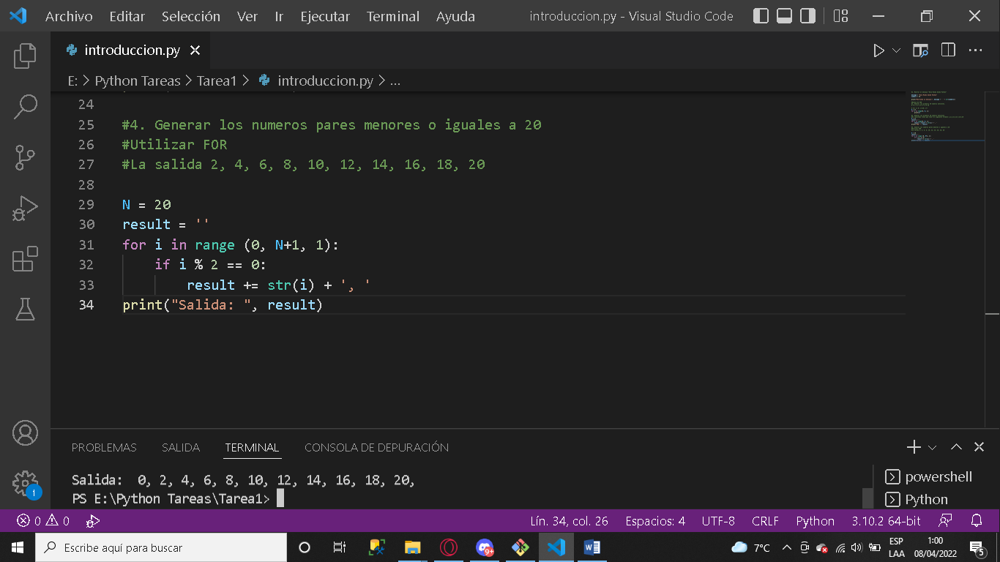 Archivo Editar Selección Ver Ir Ejecutar Terminal Ayuda introduccion.py - Visual Studio Code
introduccion.py
E: > Python Tareas > Tarea1 > introduccion.py > ...
24
25 #4. Generar los numeros pares menores o iguales a 20
26 #Utilizar FOR
27 #La salida 2, 4, 6, 8, 10, 12, 14, 16, 18, 20
28
29 N = 20
30 result = ''
31 for i in range (0, N+1, 1):
32 if i % 2 == 0:
33 result += str(i) + ', '
34 print("Salida: ", result)
PROBLEMAS SALIDA TERMINAL CONSOLA DE DEPURACIÓN
Salida:  0, 2, 4, 6, 8, 10, 12, 14, 16, 18, 20,
PS E:\Python Tareas\Tarea1>
powershell
Python
1
0 0 Lín. 34, col. 26 Espacios: 4 UTF-8 CRLF Python 3.10.2 64-bit
Escribe aquí para buscar
9+
7°C
ESP
LAA
1:00
08/04/2022
5